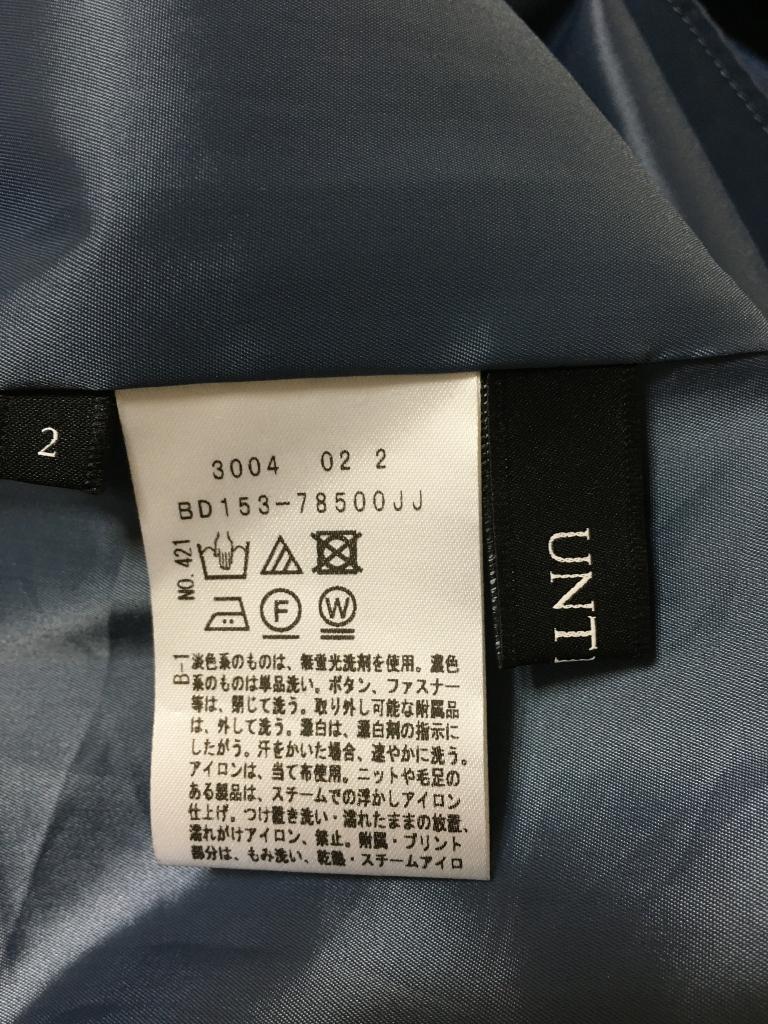 2
3004 02 2
BD153-78500JJ
NO.421
F
W
B-1
淡色系のものは、無蛍光洗剤を使用。濃色
系のものは単品洗い。ボタン、ファスナー
等は、閉じて洗う。取り外し可能な附属品
は、外して洗う。漂白は、漂白剤の指示に
したがう。汗をかいた場合、速やかに洗う。
アイロンは、当て布使用。ニットや毛足の
ある製品は、スチームでの浮かしアイロン
仕上げ。つけ置き洗い・濡れたままの放置、
濡れがけアイロン、禁止。附属・プリント
部分は、もみ洗い、乾燥・スチームアイロ
UNTI